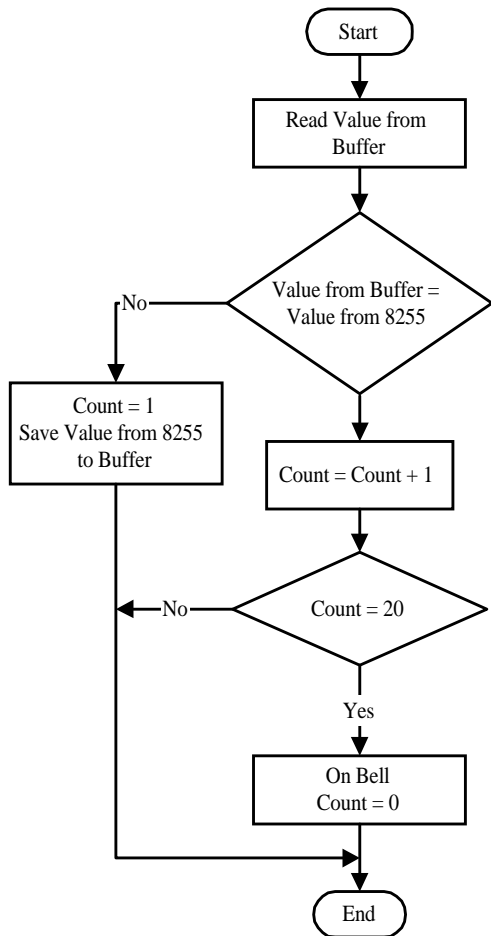 Start
Read Value from
Buffer
Value from Buffer =
Value from 8255
No
Count = 1
Save Value from 8255
to Buffer
Count = Count + 1
No
Count = 20
Yes
On Bell
Count = 0
End